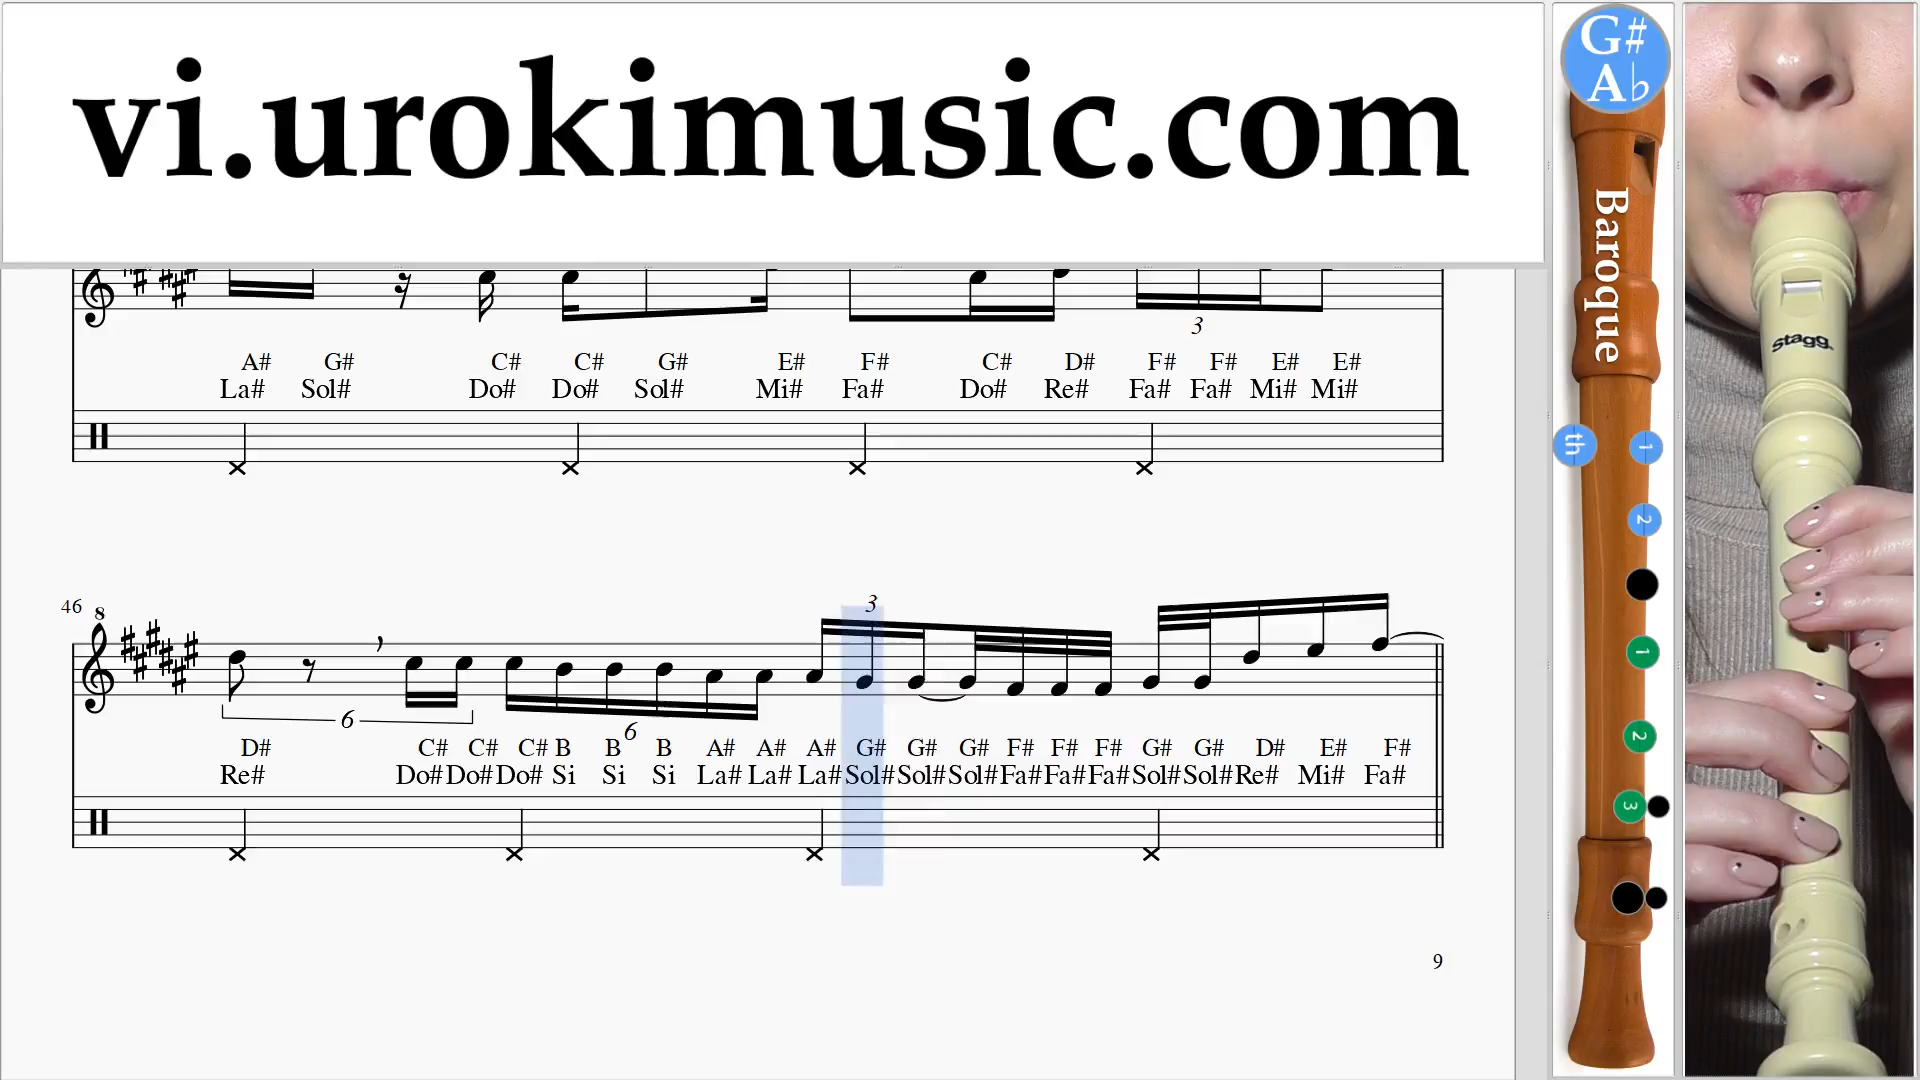 vi.urokimusic.com
G#
A♭
Baroque
Stagg
3
A# G# C# C# G# E# F# C# D# F# F# E# E#
La# Sol# Do# Do# Sol# Mi# Fa# Do# Re# Fa# Fa# Mi# Mi#
th 1
2
1
2
3
46 8
3
6
6
D# C# C# C# B B B A# A# A# G# G# G# F# F# F# G# G# D# E# F#
Re# Do# Do# Do# Si Si Si La# La# La# Sol# Sol# Sol# Fa# Fa# Fa# Sol# Sol# Re# Mi# Fa#
9